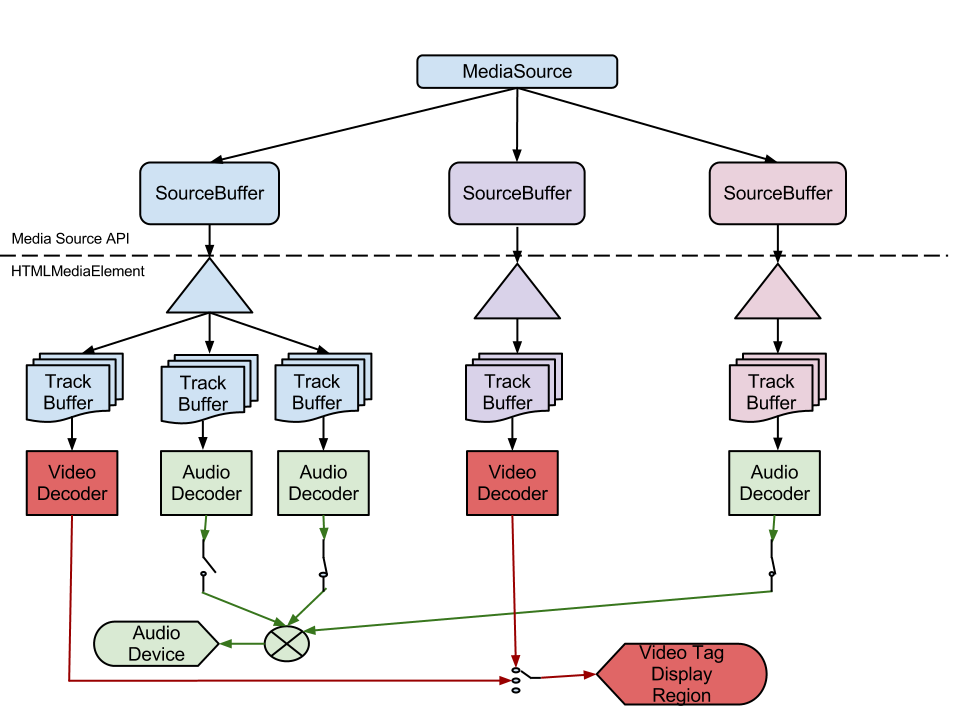 MediaSource
SourceBuffer
SourceBuffer
SourceBuffer
Media Source API
HTMLMediaElement
Track
Buffer
Track
Buffer
Track
Buffer
Track
Buffer
Track
Buffer
Video
Decoder
Audio
Decoder
Audio
Decoder
Video
Decoder
Audio
Decoder
Audio
Device
Video Tag
Display
Region